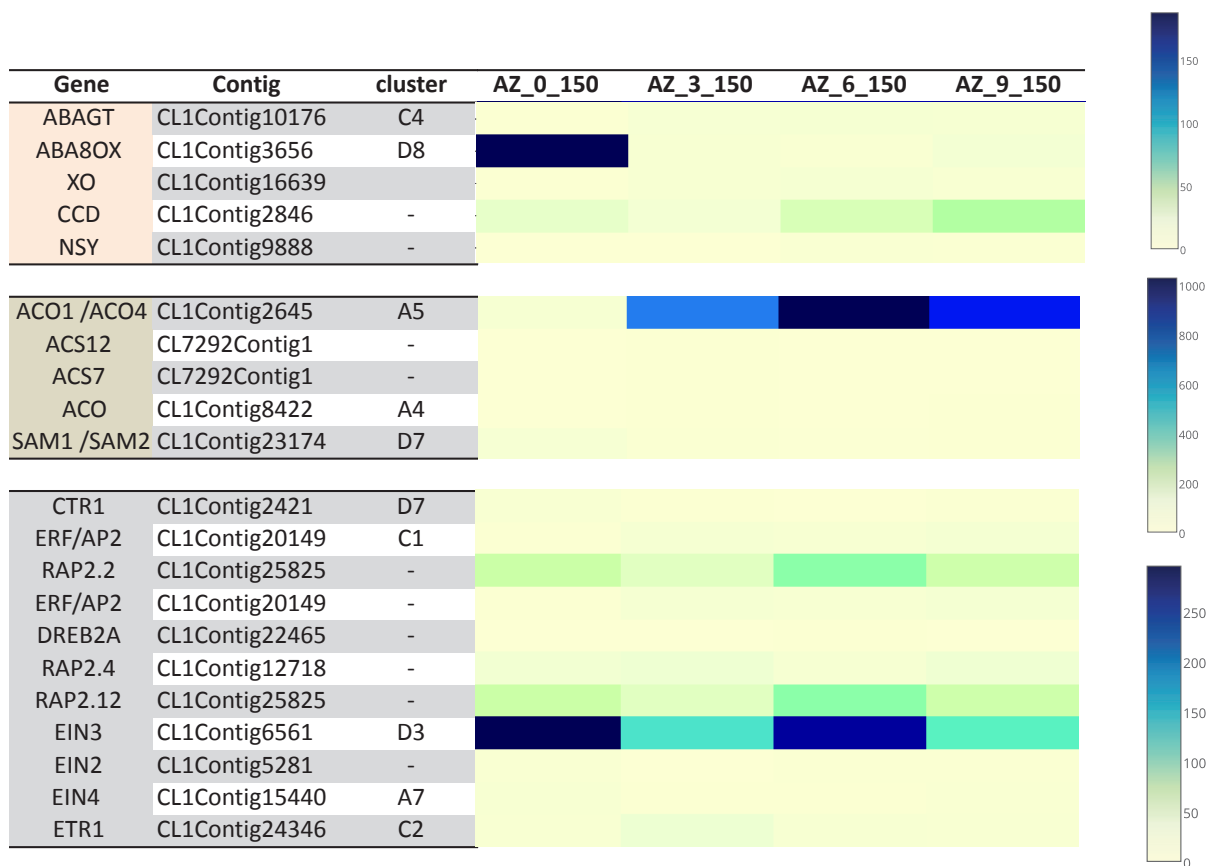 Gene Contig cluster AZ_0_150 AZ_3_150 AZ_6_150 AZ_9_150
ABAGT CL1Contig10176 C4
ABA8OX CL1Contig3656 D8
XO CL1Contig16639
CCD CL1Contig2846 -
NSY CL1Contig9888 -
150
100
50
0
ACO1 /ACO4 CL1Contig2645 A5
ACS12 CL7292Contig1 -
ACS7 CL7292Contig1 -
ACO CL1Contig8422 A4
SAM1 /SAM2 CL1Contig23174 D7
1000
800
600
400
200
0
CTR1 CL1Contig2421 D7
ERF/AP2 CL1Contig20149 C1
RAP2.2 CL1Contig25825 -
ERF/AP2 CL1Contig20149 -
DREB2A CL1Contig22465 -
RAP2.4 CL1Contig12718 -
RAP2.12 CL1Contig25825 -
EIN3 CL1Contig6561 D3
EIN2 CL1Contig5281 -
EIN4 CL1Contig15440 A7
ETR1 CL1Contig24346 C2
250
200
150
100
50
0